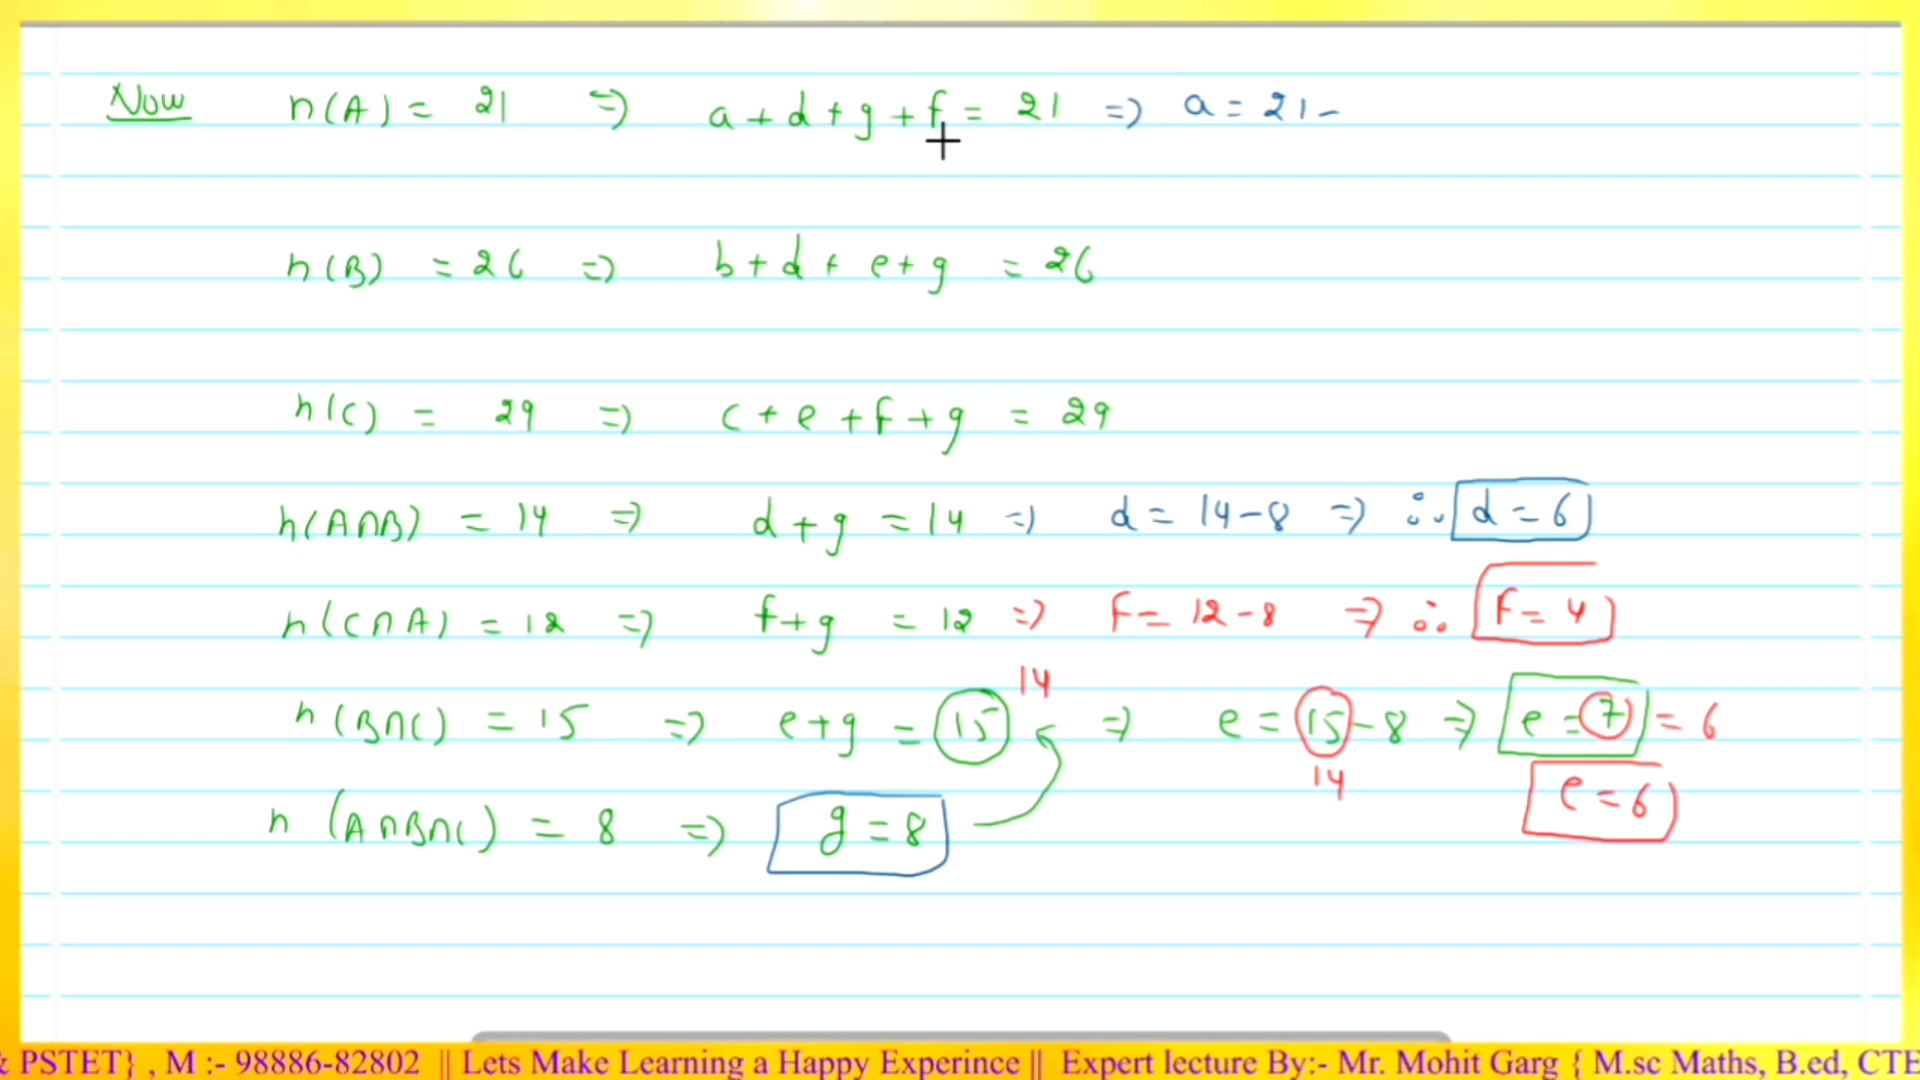 Now n(A) = 21 => a + d + g + f = 21 => a = 21 -
n(B) = 26 => b + d + e + g = 26
n(C) = 29 => c + e + f + g = 29
n(A∩B) = 14 => d + g = 14 => d = 14 - 8 => ∴ d = 6
n(C∩A) = 12 => f + g = 12 => f = 12 - 8 => ∴ f = 4
14
n(B∩C) = 15 => e + g = 15 => e = 15 - 8 => e = 7 = 6
14 e = 6
n(A∩B∩C) = 8 => g = 8
& PSTET} , M :- 98886-82802 || Lets Make Learning a Happy Experince || Expert lecture By:- Mr. Mohit Garg { M.sc Maths, B.ed, CTE